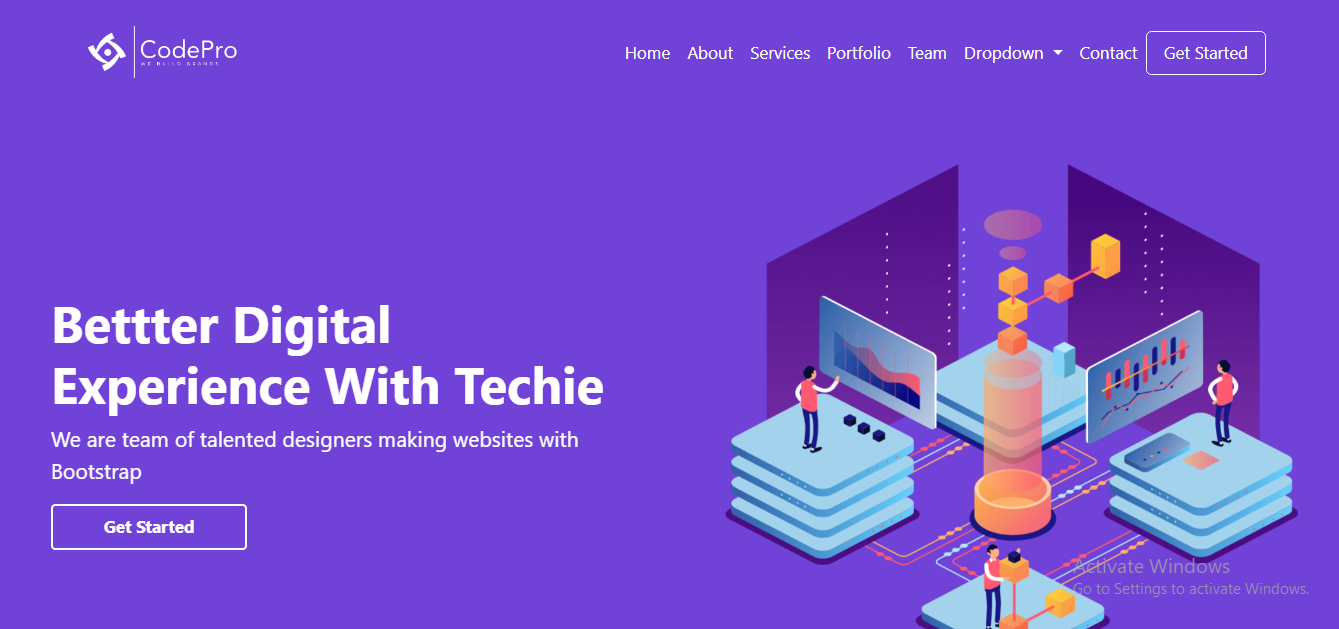 CodePro
WE BUILD BRANDS
Home About Services Portfolio Team Dropdown Contact Get Started
Bettter Digital
Experience With Techie
We are team of talented designers making websites with
Bootstrap
Get Started
Activate Windows
Go to Settings to activate Windows.